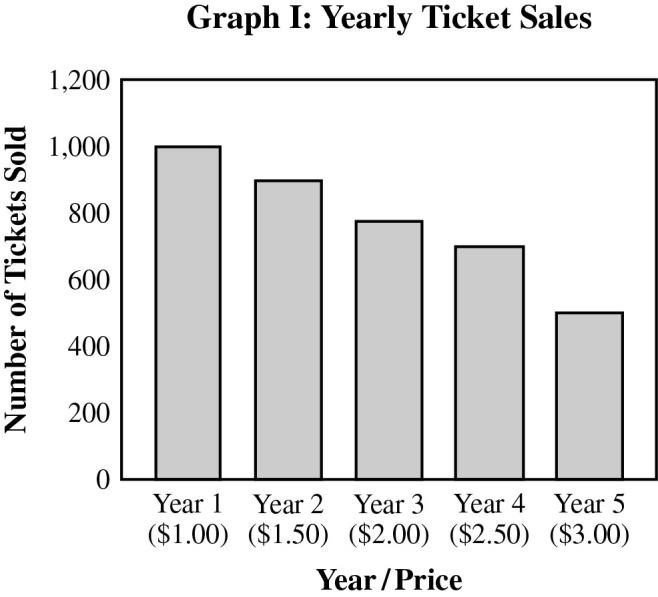 Graph I: Yearly Ticket Sales
Number of Tickets Sold
1,200
1,000
800
600
400
200
0
Year 1 Year 2 Year 3 Year 4 Year 5
($1.00) ($1.50) ($2.00) ($2.50) ($3.00)
Year/Price